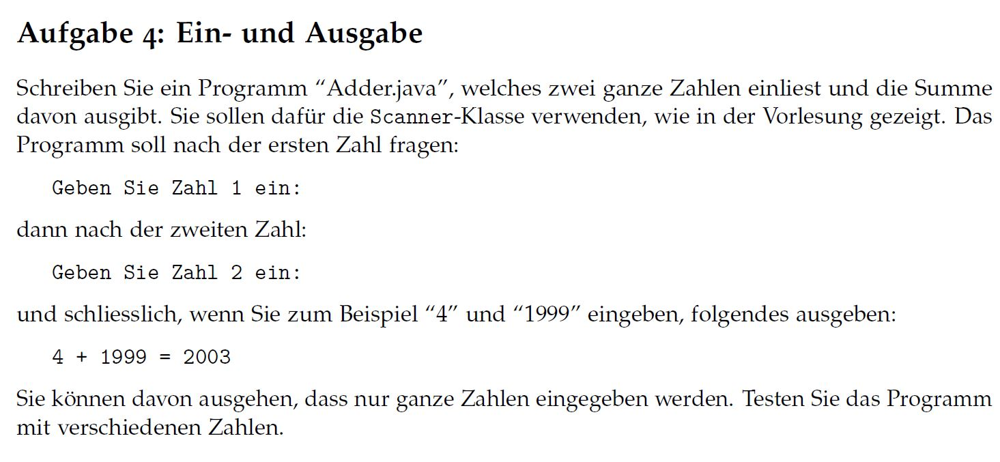 Aufgabe 4: Ein- und Ausgabe
Schreiben Sie ein Programm “Adder.java”, welches zwei ganze Zahlen einliest und die Summe
davon ausgibt. Sie sollen dafür die Scanner-Klasse verwenden, wie in der Vorlesung gezeigt. Das
Programm soll nach der ersten Zahl fragen:
Geben Sie Zahl 1 ein:
dann nach der zweiten Zahl:
Geben Sie Zahl 2 ein:
und schliesslich, wenn Sie zum Beispiel “4” und “1999” eingeben, folgendes ausgeben:
4 + 1999 = 2003
Sie können davon ausgehen, dass nur ganze Zahlen eingegeben werden. Testen Sie das Programm
mit verschiedenen Zahlen.